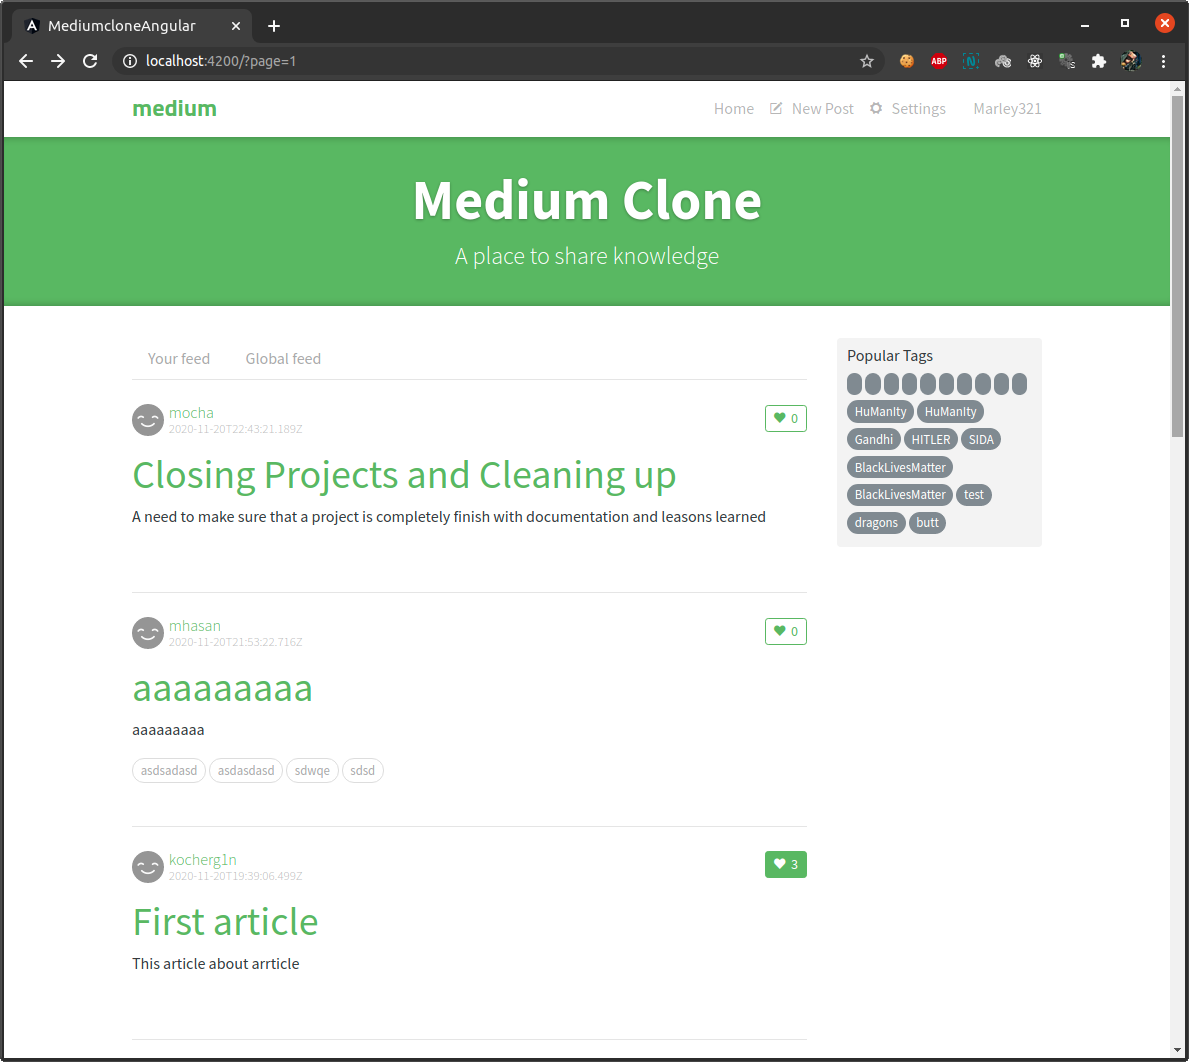 MediumcloneAngular
localhost:4200/?page=1
ABP
medium
Home New Post Settings Marley321
Medium Clone
A place to share knowledge
Your feed Global feed
Popular Tags
HuManIty HuManIty
Gandhi HITLER SIDA
BlackLivesMatter
BlackLivesMatter test
dragons butt
mocha
2020-11-20T22:43:21.189Z
0
Closing Projects and Cleaning up
A need to make sure that a project is completely finish with documentation and leasons learned
mhasan
2020-11-20T21:53:22.716Z
0
aaaaaaaaa
aaaaaaaaa
asdsadasd asdasdasd sdwqe sdsd
kocherg1n
2020-11-20T19:39:06.499Z
3
First article
This article about arrticle